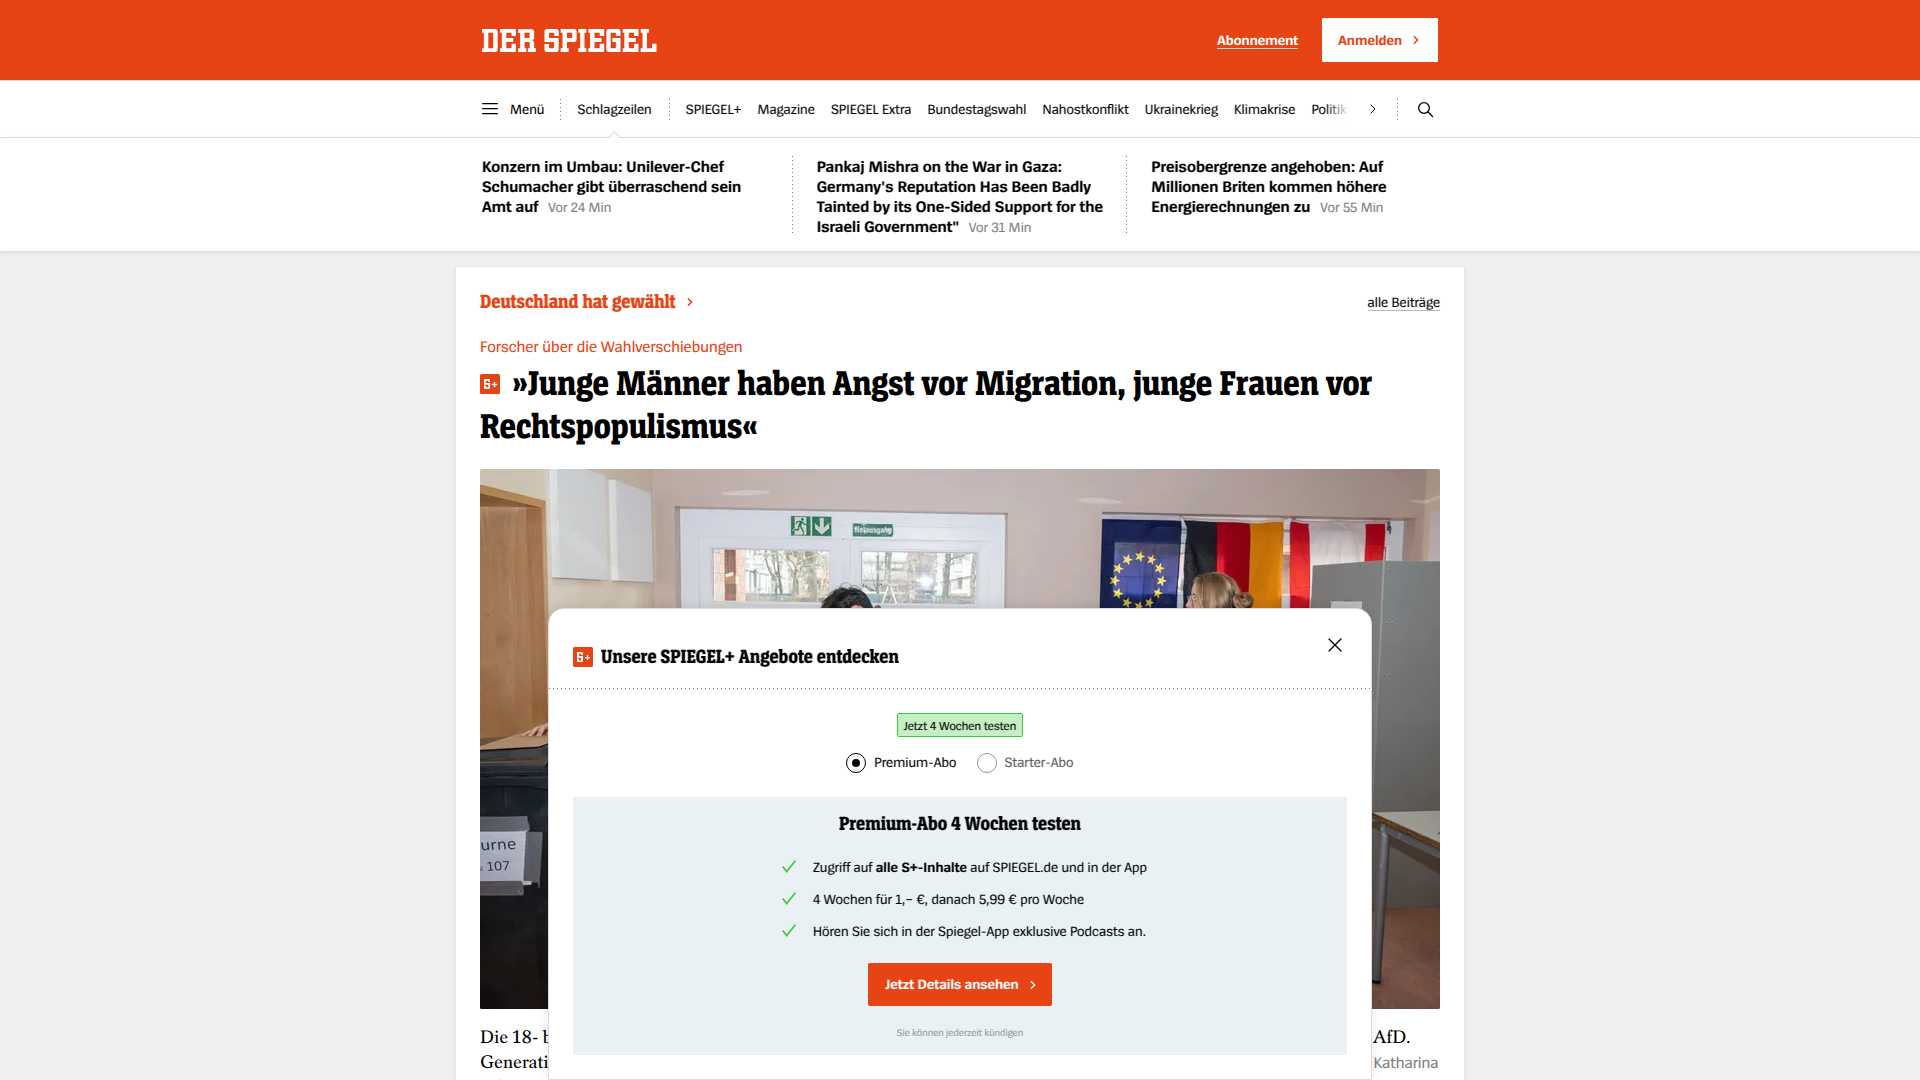 DER SPIEGEL
Abonnement
Anmelden
Menü
Schlagzeilen
SPIEGEL+
Magazine
SPIEGEL Extra
Bundestagswahl
Nahostkonflikt
Ukrainekrieg
Klimakrise
Politik
Konzern im Umbau: Unilever-Chef
Schumacher gibt überraschend sein
Amt auf Vor 24 Min
Pankaj Mishra on the War in Gaza:
Germany's Reputation Has Been Badly
Tainted by its One-Sided Support for the
Israeli Government" Vor 31 Min
Preisobergrenze angehoben: Auf
Millionen Briten kommen höhere
Energierechnungen zu Vor 55 Min
Deutschland hat gewählt
alle Beiträge
Forscher über die Wahlverschiebungen
S+ »Junge Männer haben Angst vor Migration, junge Frauen vor
Rechtspopulismus«
Notausgang
S+ Unsere SPIEGEL+ Angebote entdecken
Jetzt 4 Wochen testen
Premium-Abo
Starter-Abo
Premium-Abo 4 Wochen testen
Zugriff auf alle S+-Inhalte auf SPIEGEL.de und in der App
4 Wochen für 1,– €, danach 5,99 € pro Woche
Hören Sie sich in der Spiegel-App exklusive Podcasts an.
Jetzt Details ansehen
Sie können jederzeit kündigen
urne
107
Die 18- b
AfD.
Generati
Katharina